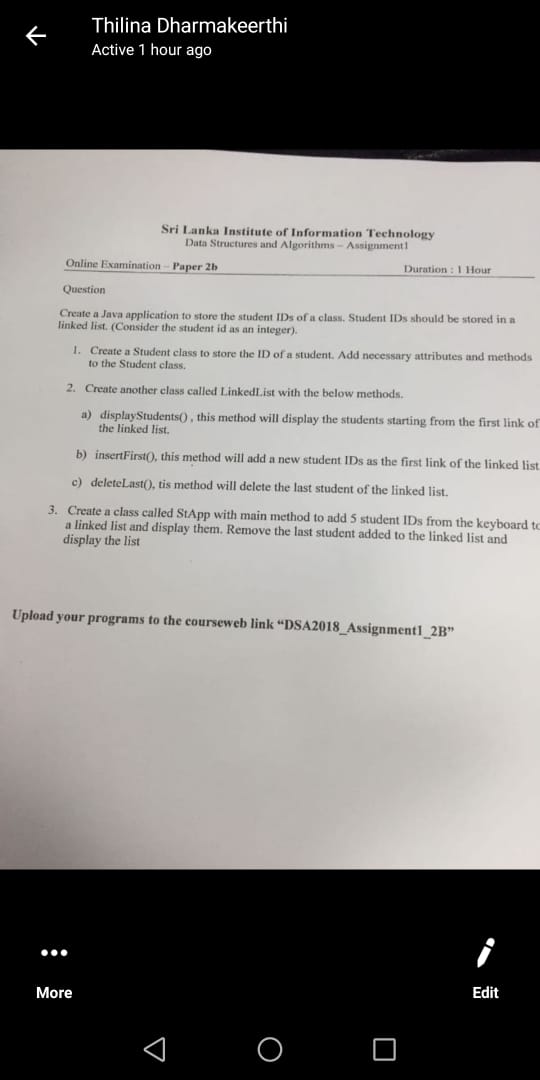 Thilina Dharmakeerthi
Active 1 hour ago
Sri Lanka Institute of Information Technology
Data Structures and Algorithms – Assignment1
Online Examination – Paper 2b
Duration : 1 Hour
Question
Create a Java application to store the student IDs of a class. Student IDs should be stored in a
linked list. (Consider the student id as an integer).
1. Create a Student class to store the ID of a student. Add necessary attributes and methods
to the Student class.
2. Create another class called LinkedList with the below methods.
a) displayStudents() , this method will display the students starting from the first link of
the linked list.
b) insertFirst(), this method will add a new student IDs as the first link of the linked list
c) deleteLast(), tis method will delete the last student of the linked list.
3. Create a class called StApp with main method to add 5 student IDs from the keyboard to
a linked list and display them. Remove the last student added to the linked list and
display the list
Upload your programs to the courseweb link “DSA2018_Assignment1_2B”
More
Edit